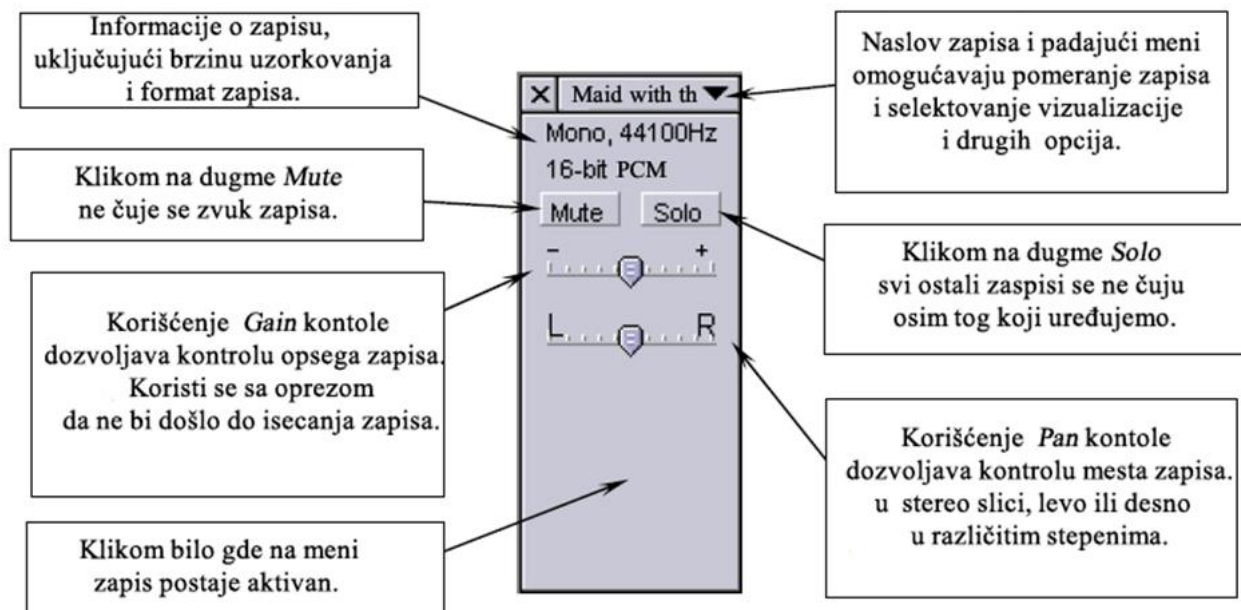 Informacije o zapisu,
uključujući brzinu uzorkovanja
i format zapisa.
Klikom na dugme Mute
ne čuje se zvuk zapisa.
Korišćenje Gain kontole
dozvoljava kontrolu opsega zapisa.
Koristi se sa oprezom
da ne bi došlo do isecanja zapisa.
Klikom bilo gde na meni
zapis postaje aktivan.
X Maid with th
Mono, 44100Hz
16-bit PCM
Mute Solo
- +
L R
Naslov zapisa i padajući meni
omogućavaju pomeranje zapisa
i selektovanje vizualizacije
i drugih opcija.
Klikom na dugme Solo
svi ostali zaspisi se ne čuju
osim tog koji uređujemo.
Korišćenje Pan kontole
dozvoljava kontrolu mesta zapisa.
u stereo slici, levo ili desno
u različitim stepenima.